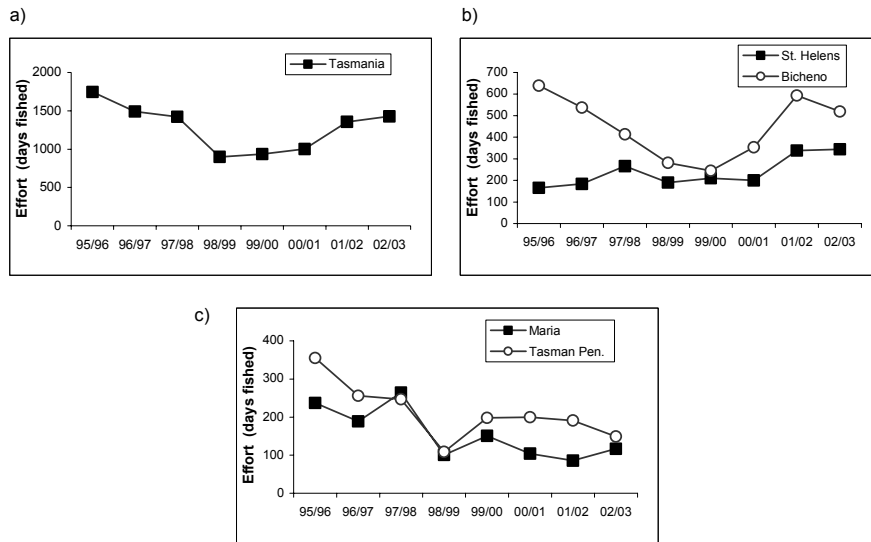 a)
Tasmania
Effort (days fished)
2000
1500
1000
500
0
95/96 96/97 97/98 98/99 99/00 00/01 01/02 02/03
b)
St. Helens
Bicheno
Effort (days fished)
700
600
500
400
300
200
100
0
95/96 96/97 97/98 98/99 99/00 00/01 01/02 02/03
c)
Maria
Tasman Pen.
Effort (days fished)
400
300
200
100
0
95/96 96/97 97/98 98/99 99/00 00/01 01/02 02/03